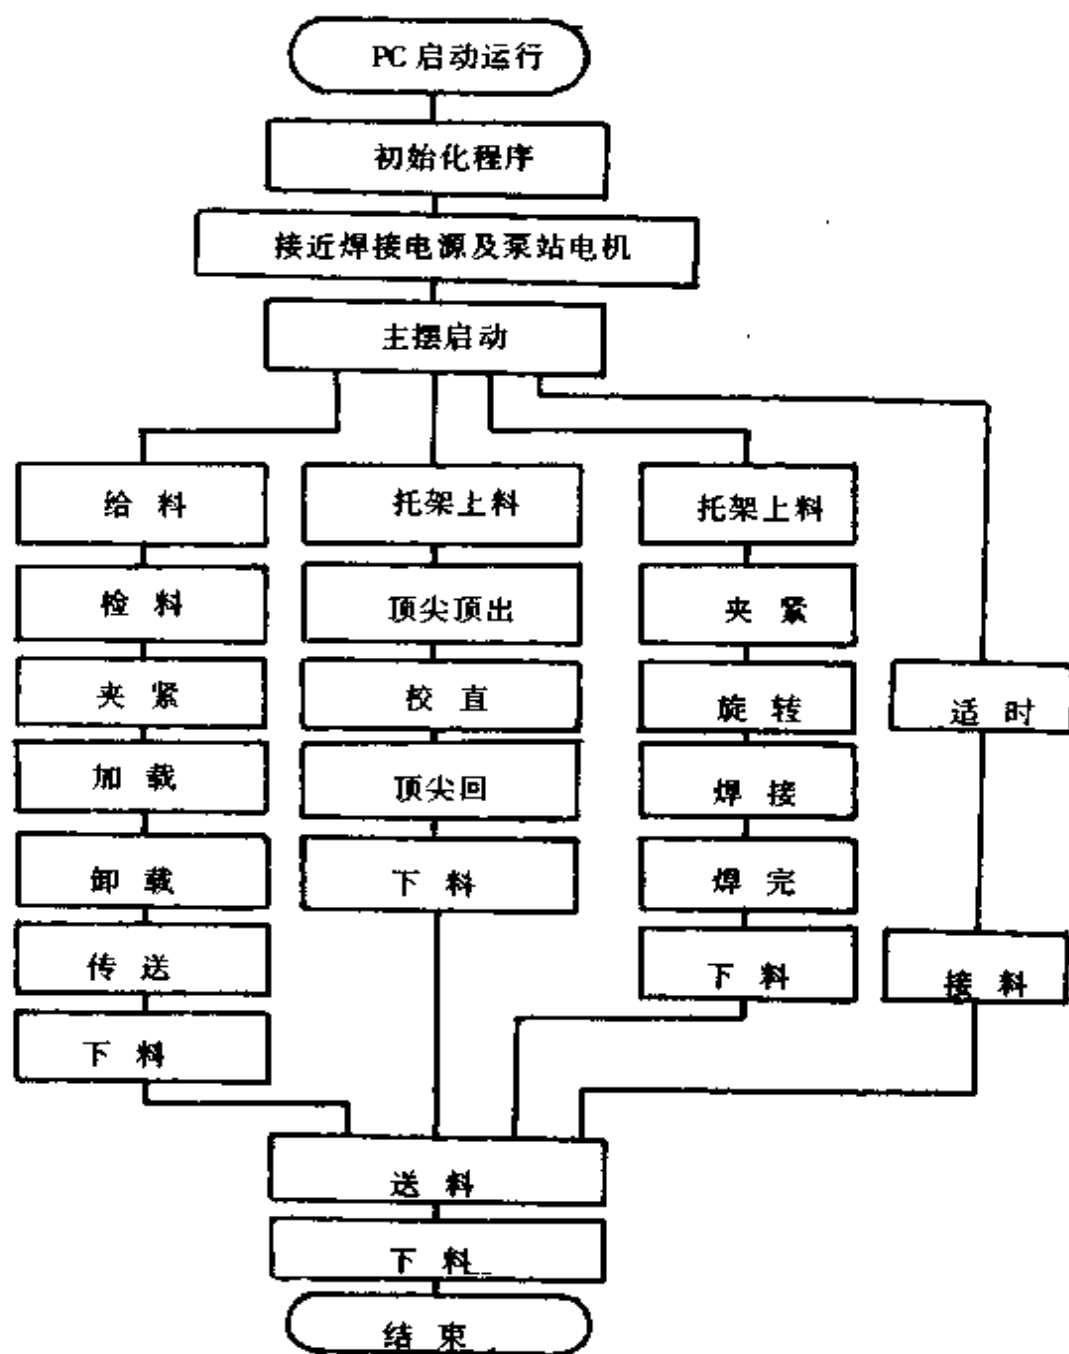 PC 启动运行
初始化程序
接近焊接电源及泵站电机
主摆启动
给 料
检 料
夹 紧
加 载
卸 载
传 送
下 料
托架上料
顶尖顶出
校 直
顶尖回
下 料
托架上料
夹 紧
旋 转
焊 接
焊 完
下 料
适 时
接 料
送 料
下 料
结 束